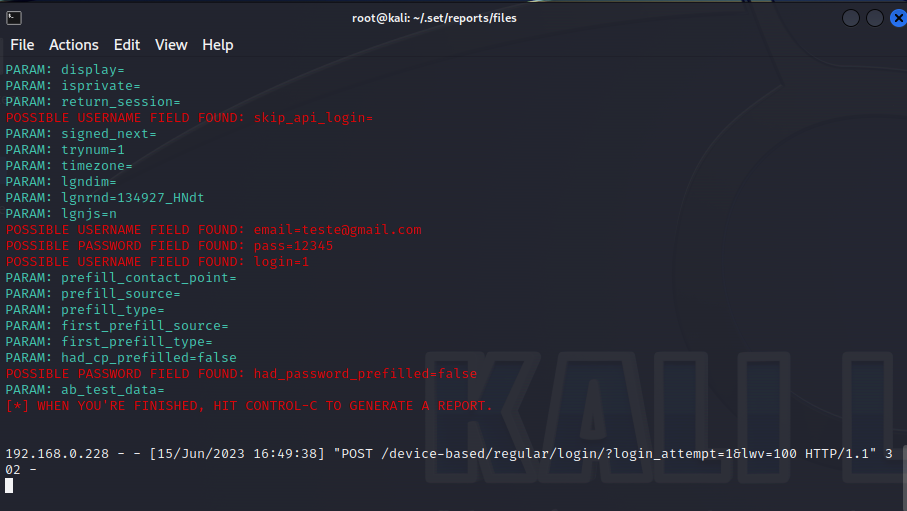 root@kali: ~/.set/reports/files
File Actions Edit View Help
PARAM: display=
PARAM: isprivate=
PARAM: return_session=
POSSIBLE USERNAME FIELD FOUND: skip_api_login=
PARAM: signed_next=
PARAM: trynum=1
PARAM: timezone=
PARAM: lgndim=
PARAM: lgnrnd=134927_HNdt
PARAM: lgnjs=n
POSSIBLE USERNAME FIELD FOUND: email=teste@gmail.com
POSSIBLE PASSWORD FIELD FOUND: pass=12345
POSSIBLE USERNAME FIELD FOUND: login=1
PARAM: prefill_contact_point=
PARAM: prefill_source=
PARAM: prefill_type=
PARAM: first_prefill_source=
PARAM: first_prefill_type=
PARAM: had_cp_prefilled=false
POSSIBLE PASSWORD FIELD FOUND: had_password_prefilled=false
PARAM: ab_test_data=
[*] WHEN YOU'RE FINISHED, HIT CONTROL-C TO GENERATE A REPORT.
192.168.0.228 - - [15/Jun/2023 16:49:38] "POST /device-based/regular/login/?login_attempt=1&lwv=100 HTTP/1.1" 3
02 -
KALI L